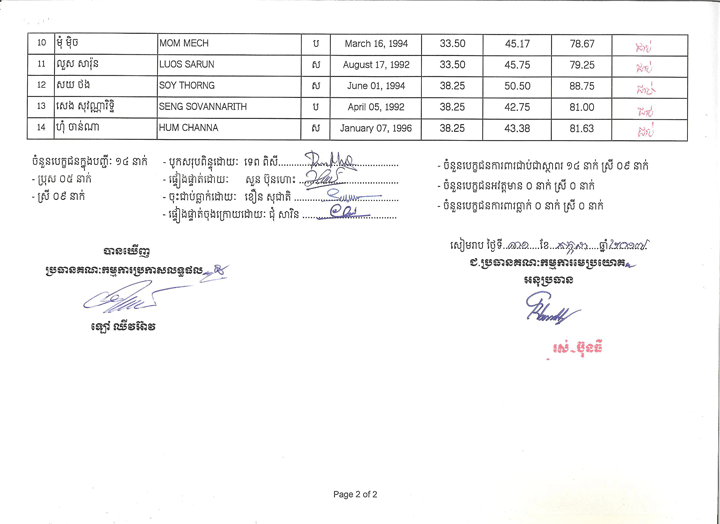 10 ម៉ុំ ម៉ិច MOM MECH ប March 16, 1994 33.50 45.17 78.67 ជាប់
11 លួស សារ៉ុន LUOS SARUN ស August 17, 1992 33.50 45.75 79.25 ជាប់
12 សយ ថង SOY THORNG ស June 01, 1994 38.25 50.50 88.75 ជាប់
13 សេង សុវណ្ណារិទ្ធិ SENG SOVANNARITH ប April 05, 1992 38.25 42.75 81.00 ជាប់
14 ហ៊ុំ ចាន់ណា HUM CHANNA ស January 07, 1996 38.25 43.38 81.63 ជាប់
ចំនួនបេក្ខជនក្នុងបញ្ជី: ១៤ នាក់
- ប្រុស ០៥ នាក់
- ស្រី ០៩ នាក់
- បូកសរុបពិន្ទុដោយ: ទេព ពិសី
- ផ្ទៀងផ្ទាត់ដោយ: សួន ប៊ុនហោះ
- ចុះជាប់ធ្លាក់ដោយ: ខឿន សុជាតិ
- ផ្ទៀងផ្ទាត់ចុងក្រោយដោយ: ជុំ សារិន
- ចំនួនបេក្ខជនការពារជាប់ជាស្ថាពរ ១៤ នាក់ ស្រី ០៩ នាក់
- ចំនួនបេក្ខជនអវត្តមាន ០ នាក់ ស្រី ០ នាក់
- ចំនួនបេក្ខជនការពារធ្លាក់ ០ នាក់ ស្រី ០ នាក់
បានឃើញ
ប្រធានគណៈកម្មការប្រកាសលទ្ធផល
ឡៅ ឈីវអ៊ាវ
សៀមរាប ថ្ងៃទី ខែ ឆ្នាំ ២០១៧
ជ.ប្រធានគណៈកម្មការមេប្រយោគ
អនុប្រធាន
រស់ ប៊ុនធី
Page 2 of 2